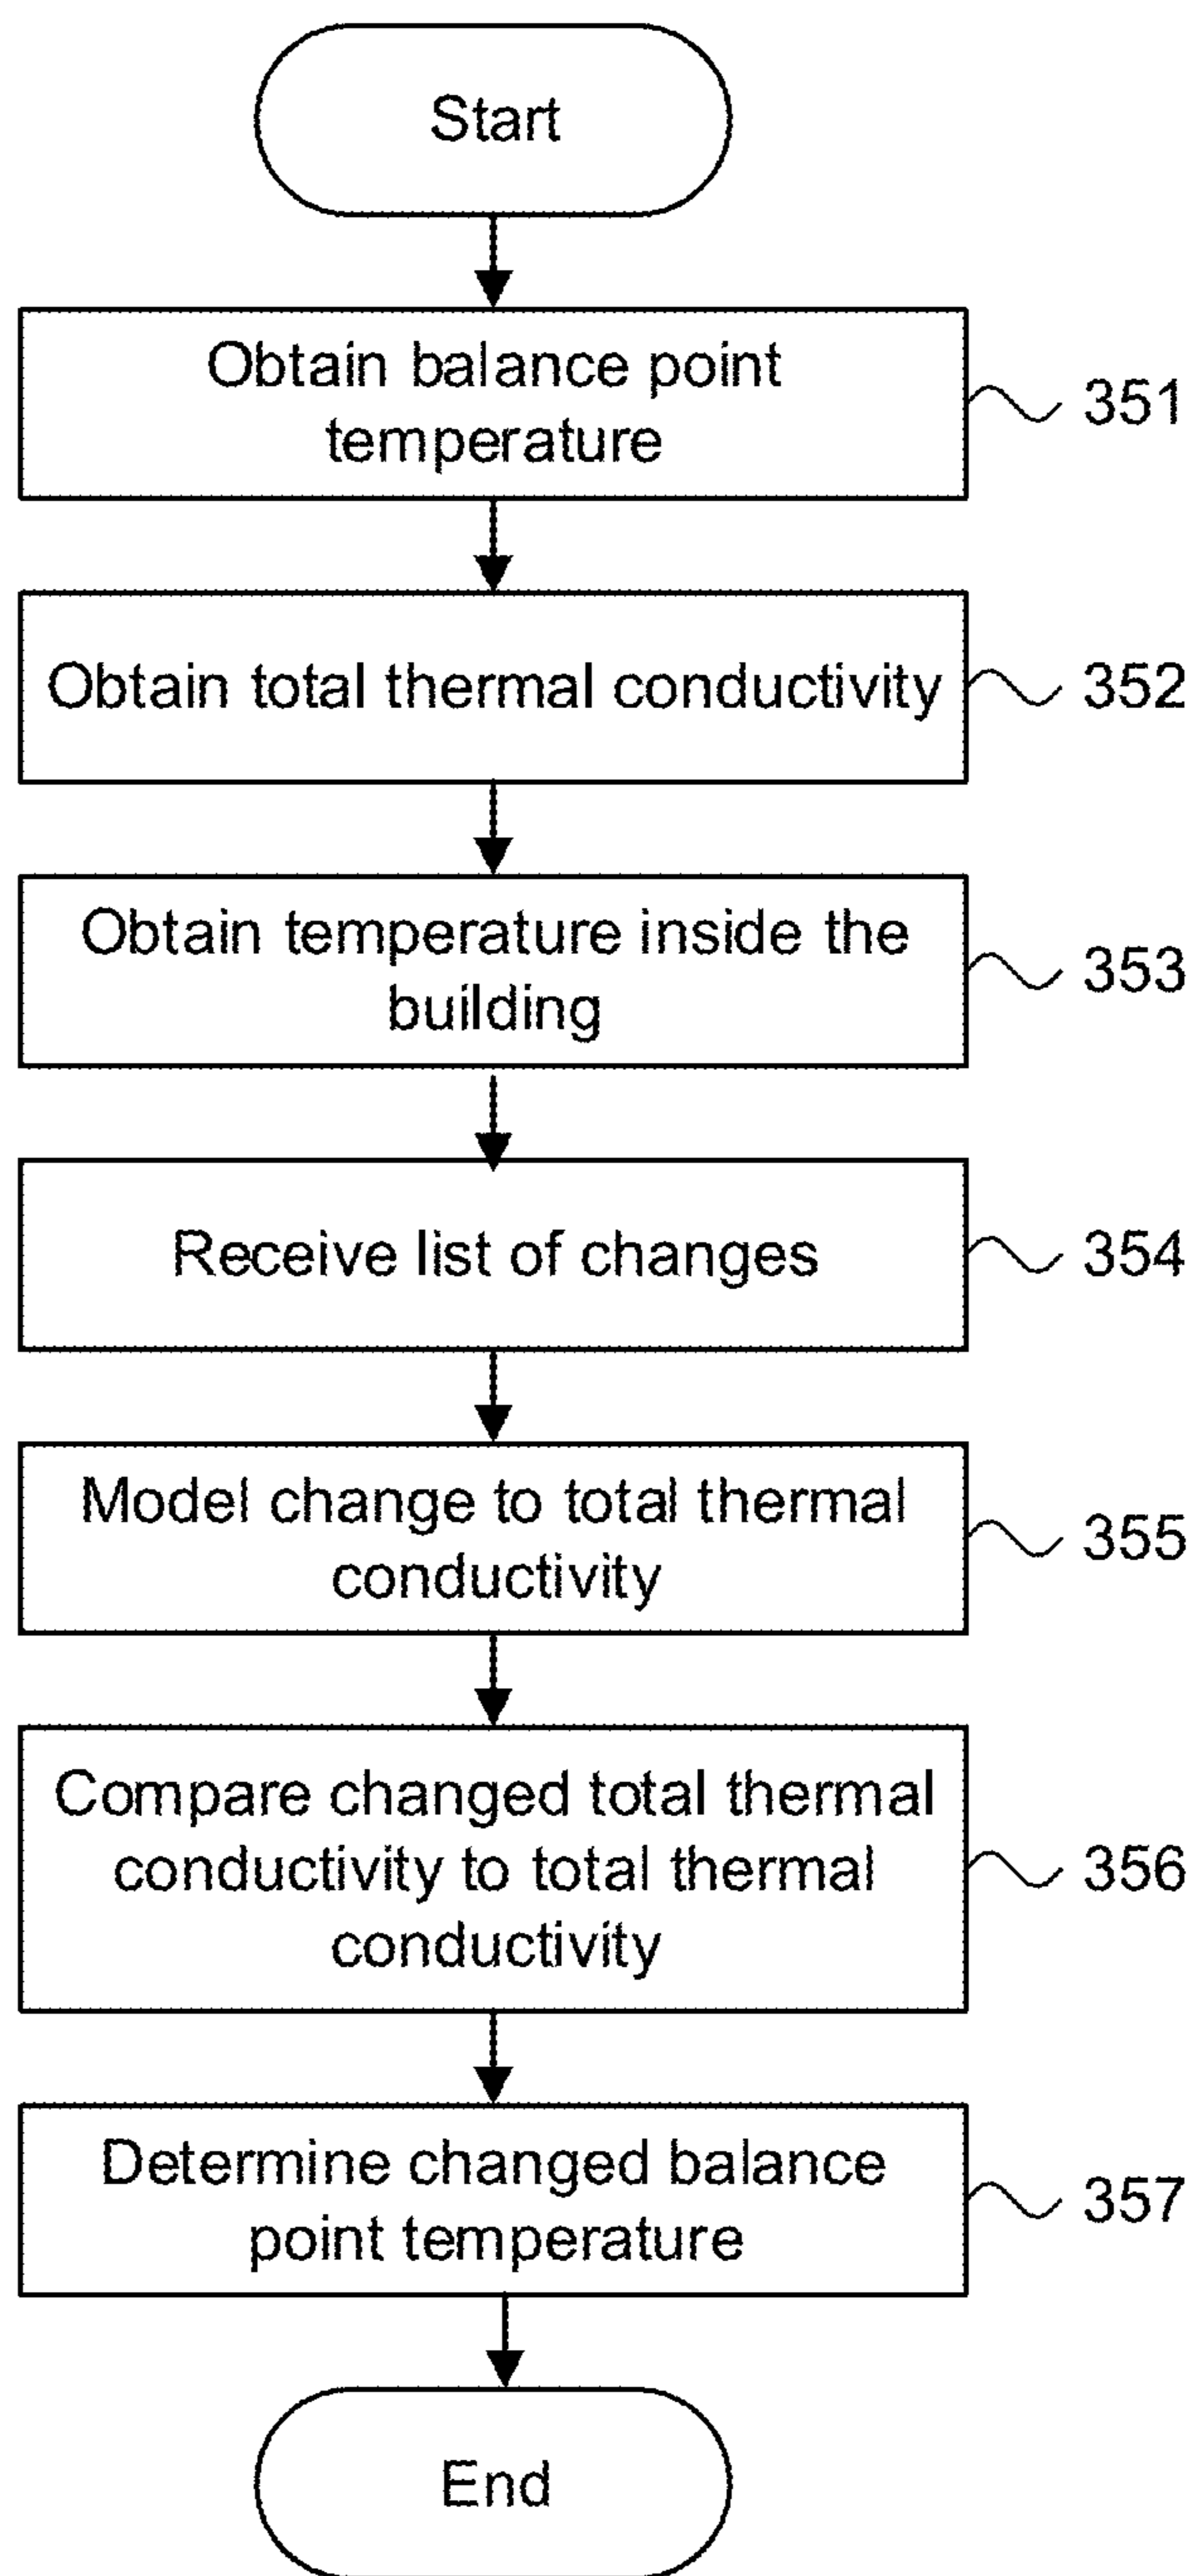 Start
Obtain balance point
temperature
351
Obtain total thermal conductivity
352
Obtain temperature inside the
building
353
Receive list of changes
354
Model change to total thermal
conductivity
355
Compare changed total thermal
conductivity to total thermal
conductivity
356
Determine changed balance
point temperature
357
End